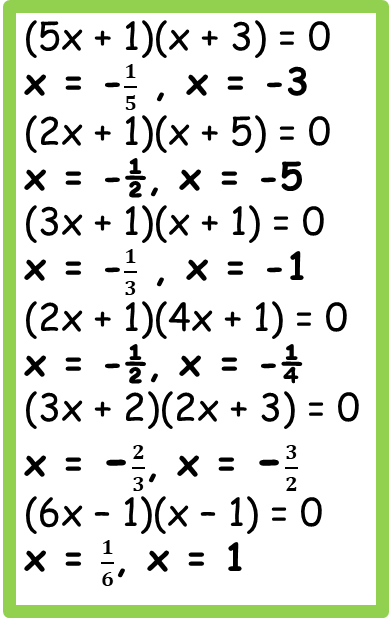 (5x + 1)(x + 3) = 0
x = -1/5 , x = -3
(2x + 1)(x + 5) = 0
x = -1/2, x = -5
(3x + 1)(x + 1) = 0
x = -1/3 , x = -1
(2x + 1)(4x + 1) = 0
x = -1/2, x = -1/4
(3x + 2)(2x + 3) = 0
x = -2/3, x = -3/2
(6x - 1)(x - 1) = 0
x = 1/6, x = 1